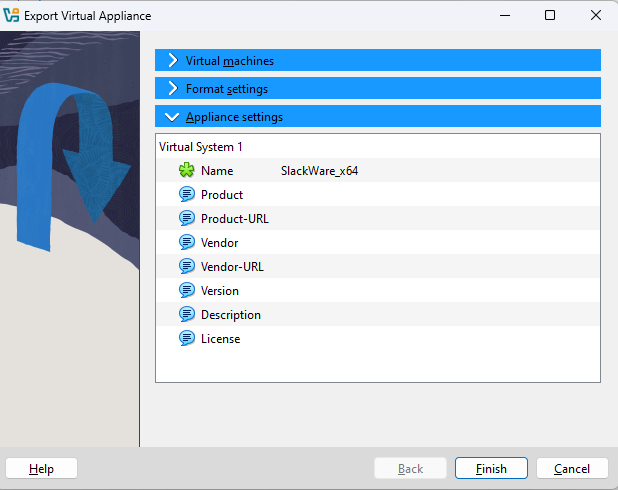 Export Virtual Appliance
Virtual machines
Format settings
Appliance settings
Virtual System 1
Name SlackWare_x64
Product
Product-URL
Vendor
Vendor-URL
Version
Description
License
Help Back Finish Cancel